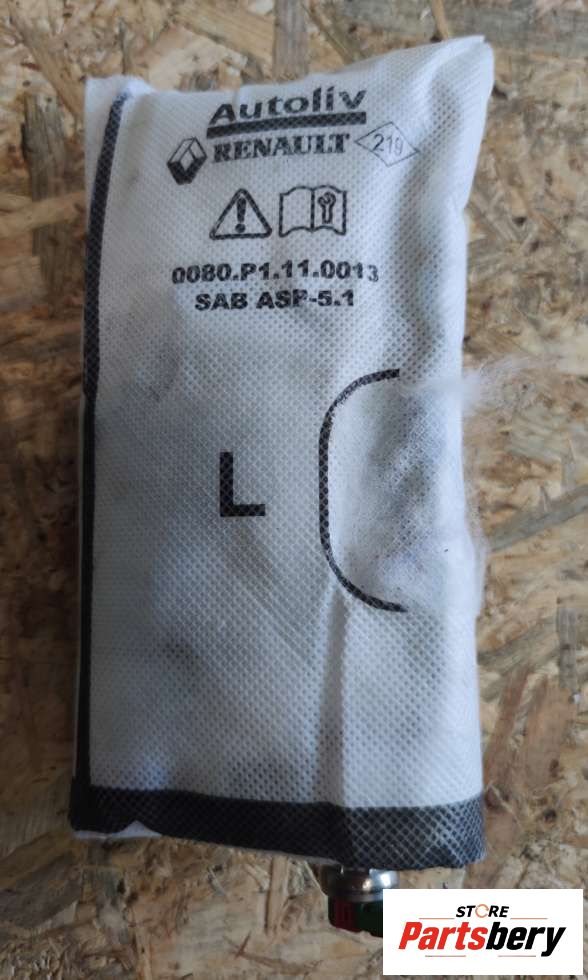 Autoliv
RENAULT 219
0080.P1.11.0013
SAB ASP-5.1
L
STORE
Partsbery